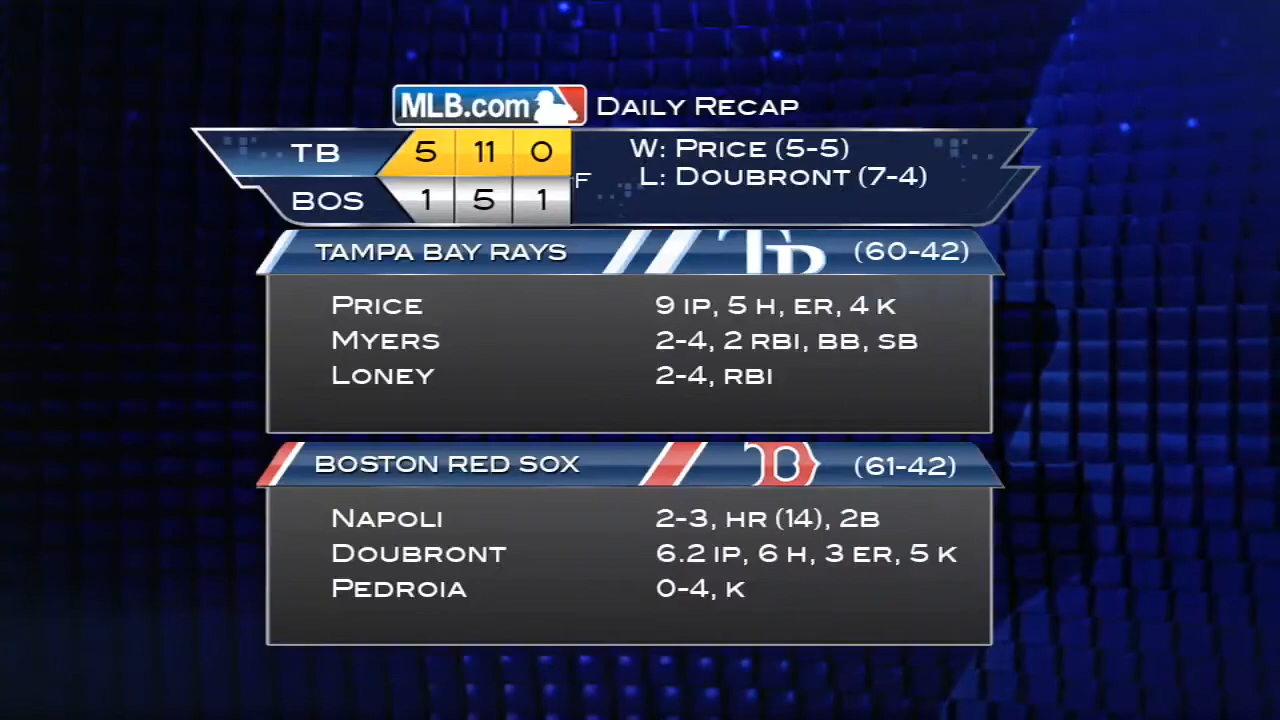 MLB.com DAILY RECAP
TB 5 11 0
BOS 1 5 1
F
W: PRICE (5-5)
L: DOUBRONT (7-4)
TAMPA BAY RAYS TB (60-42)
PRICE 9 IP, 5 H, ER, 4 K
MYERS 2-4, 2 RBI, BB, SB
LONEY 2-4, RBI
BOSTON RED SOX B (61-42)
NAPOLI 2-3, HR (14), 2B
DOUBRONT 6.2 IP, 6 H, 3 ER, 5 K
PEDROIA 0-4, K